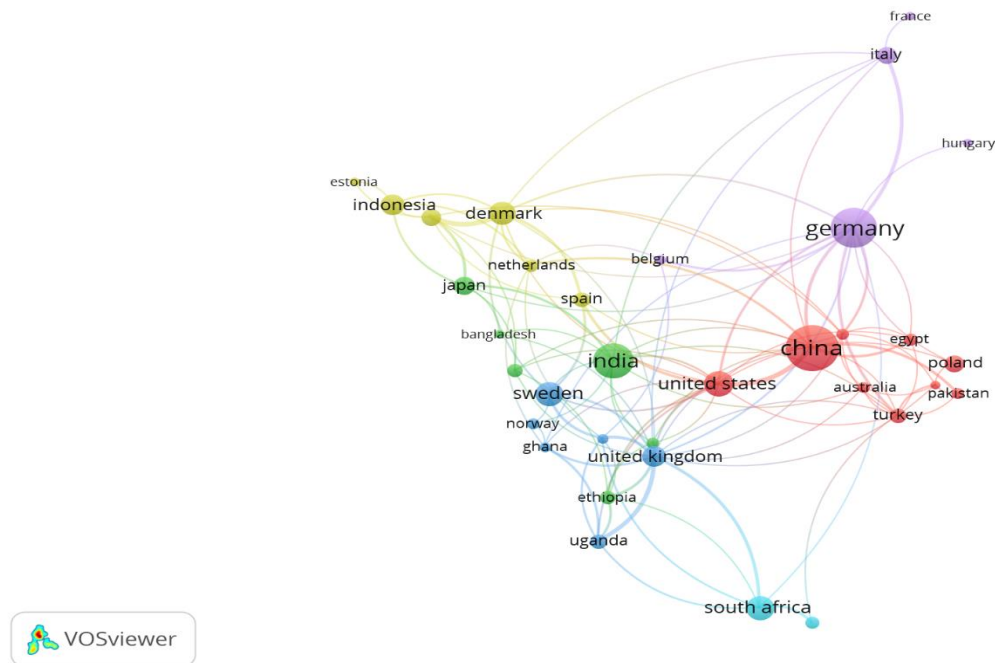 france
italy
hungary
estonia
indonesia
denmark
germany
netherlands
belgium
japan
spain
bangladesh
egypt
china
india
poland
united states
australia
pakistan
sweden
turkey
norway
ghana
united kingdom
ethiopia
uganda
south africa
VOSviewer